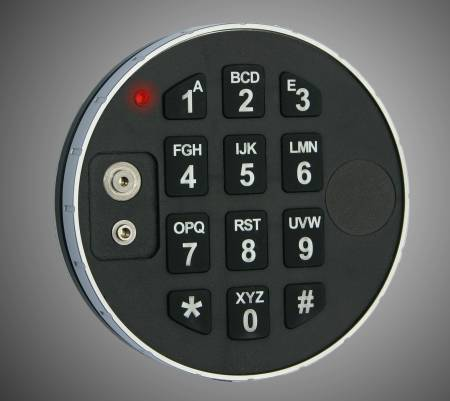 A BCD E
1 2 3
FGH IJK LMN
4 5 6
OPQ RST UVW
7 8 9
XYZ
* 0 #